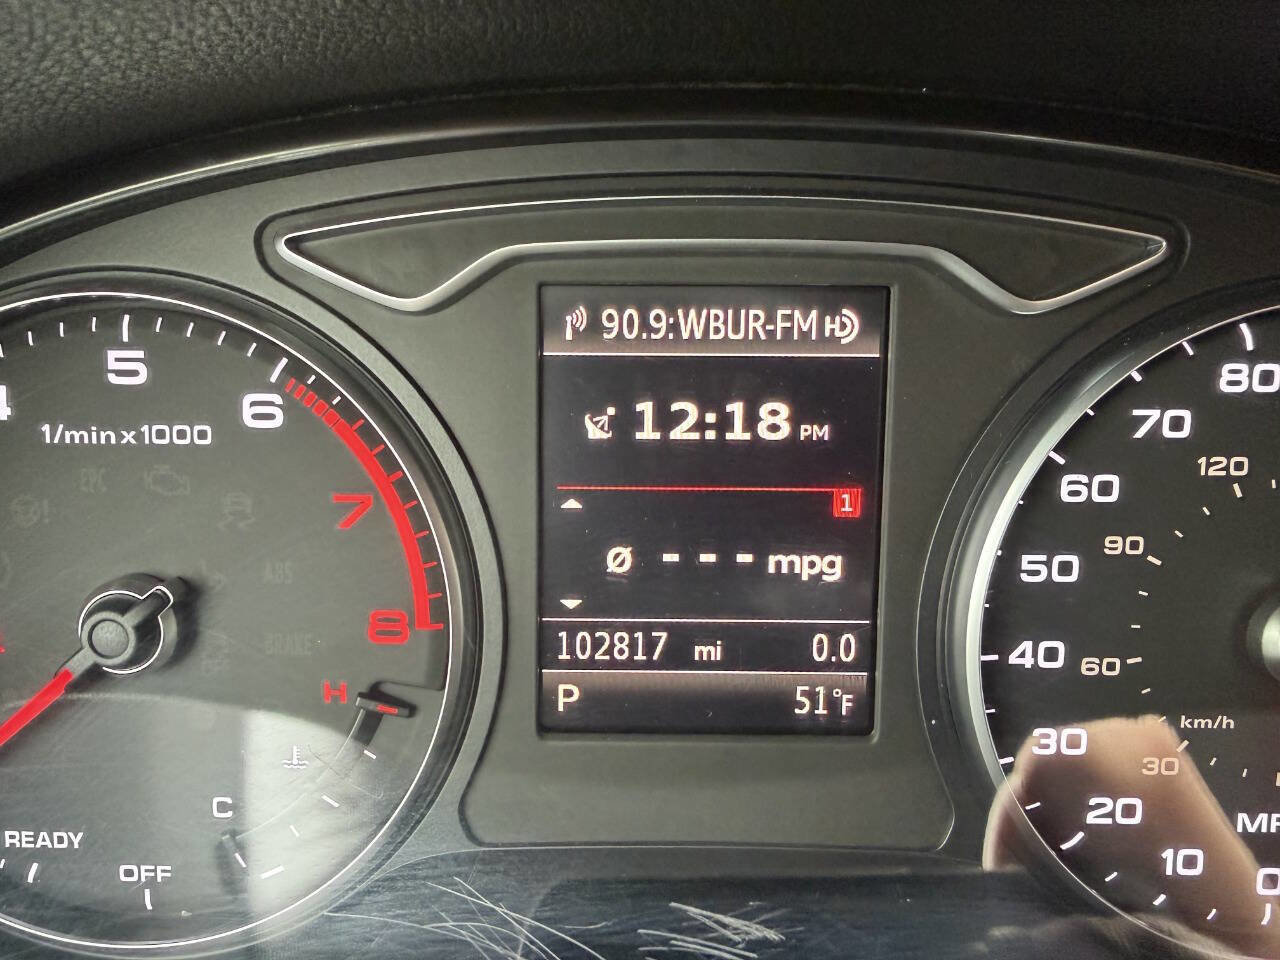 90.9:WBUR-FM HD
12:18 PM
1
Ø - - - mpg
102817 mi 0.0
P 51°F
4
5
6
7
8
1/min x 1000
EPC
ABS
BRAKE
H
C
READY
OFF
80
70
60
50
40
30
20
10
0
120
90
60
30
km/h